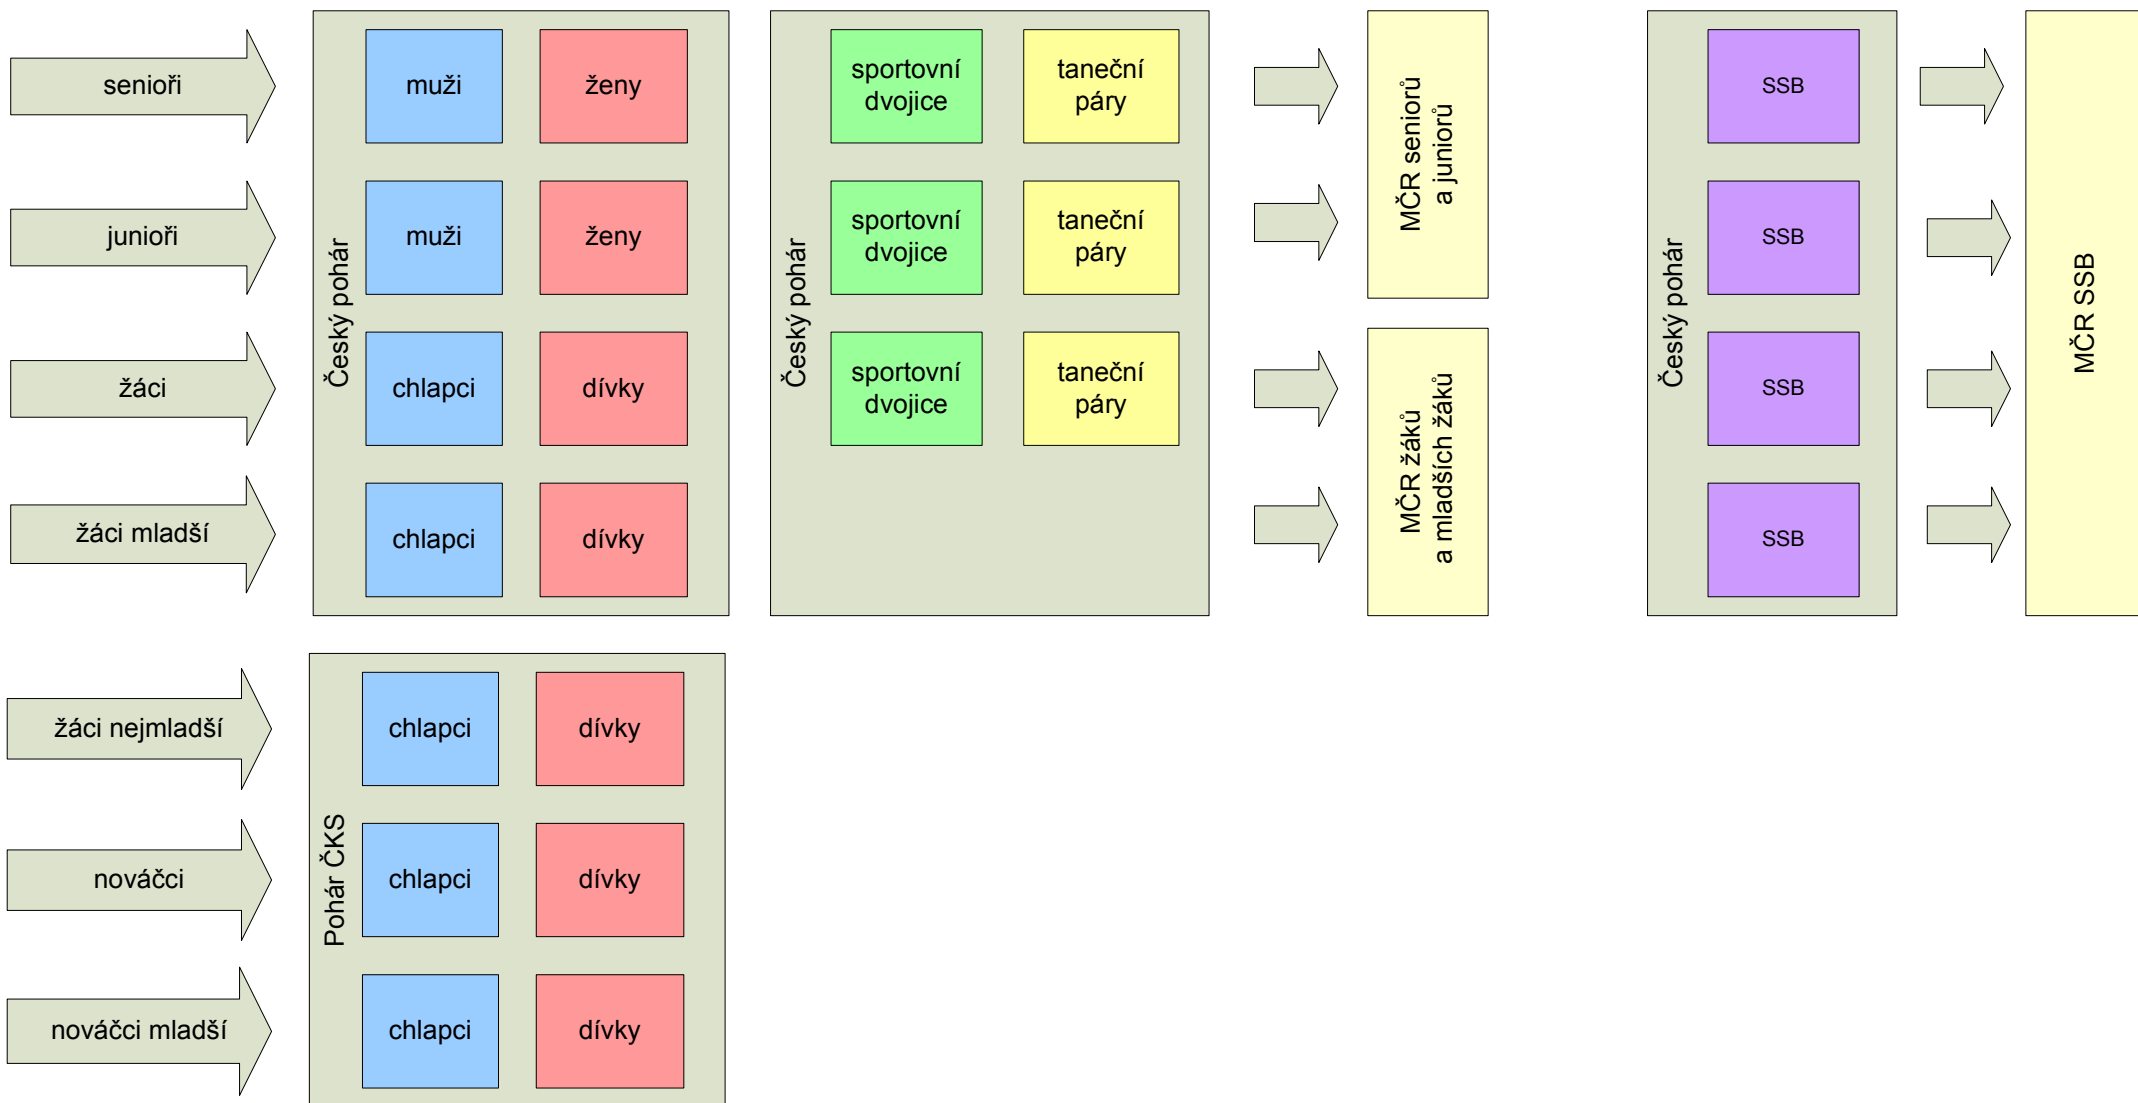 senioři
muži
ženy
sportovní
dvojice
taneční
páry
SSB
junioři
muži
ženy
sportovní
dvojice
taneční
páry
SSB
žáci
chlapci
dívky
sportovní
dvojice
taneční
páry
SSB
žáci mladší
chlapci
dívky
SSB
Český pohár
Český pohár
MČR seniorů
a juniorů
MČR žáků
a mladších žáků
Český pohár
MČR SSB
žáci nejmladší
chlapci
dívky
nováčci
chlapci
dívky
nováčci mladší
chlapci
dívky
Pohár ČKS